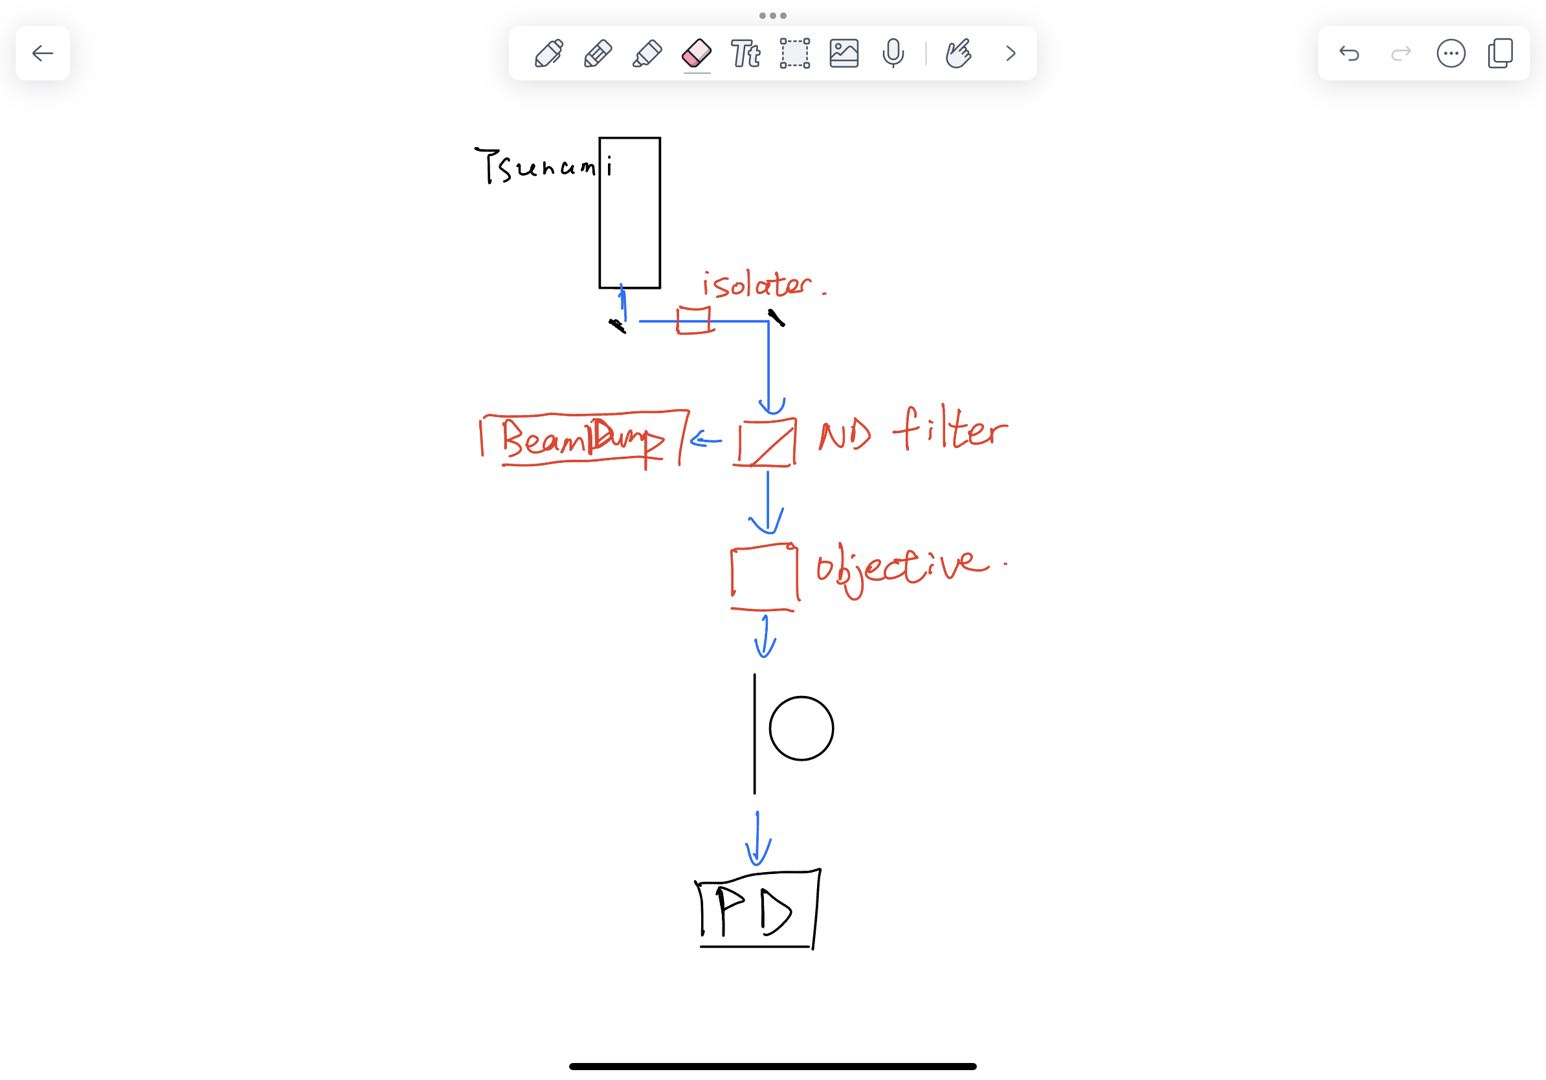 Tsunami
isolater.
BeamDump
ND filter
objective.
PD